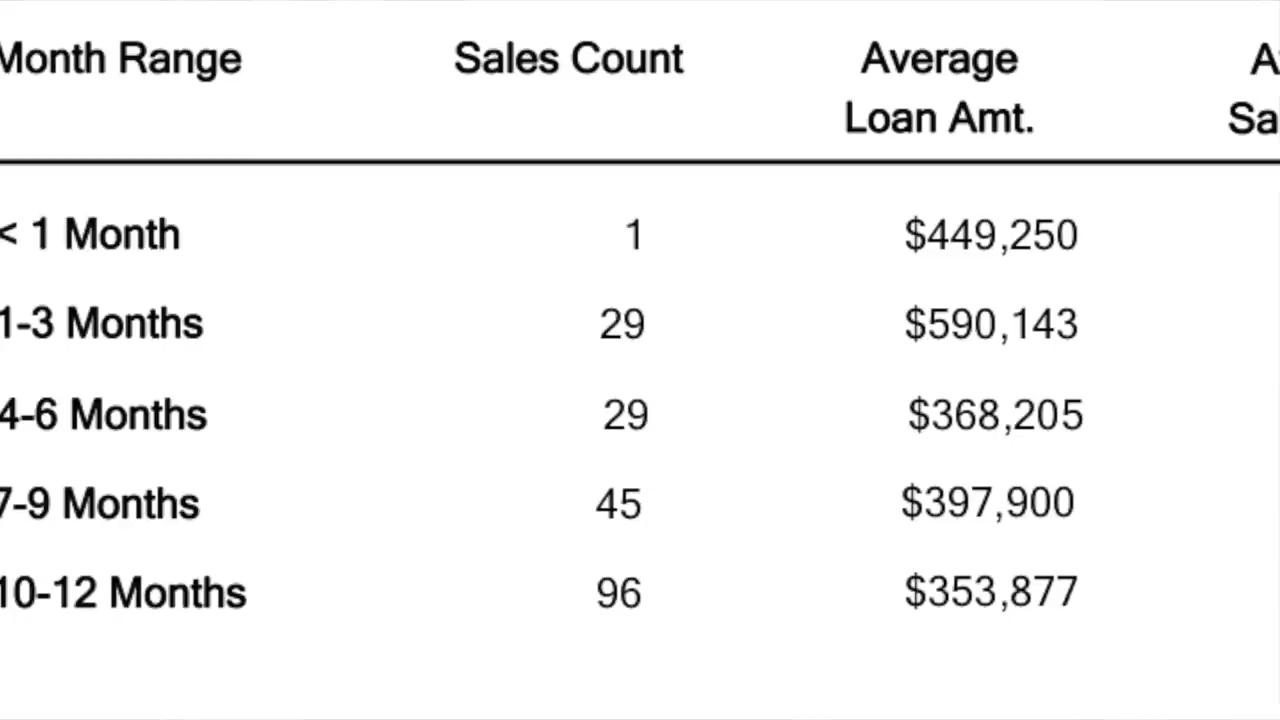 Month Range Sales Count Average A
Loan Amt. Sa
< 1 Month 1 $449,250
1-3 Months 29 $590,143
4-6 Months 29 $368,205
7-9 Months 45 $397,900
10-12 Months 96 $353,877